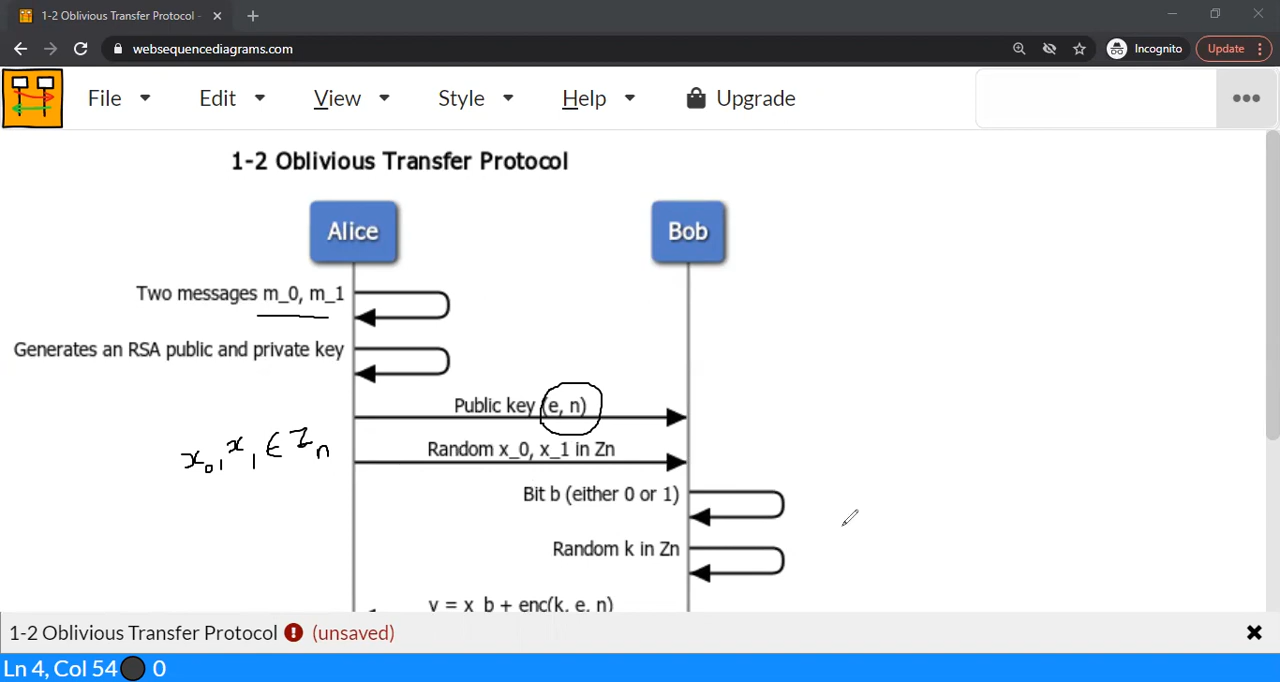 1-2 Oblivious Transfer Protocol -
websequencediagrams.com
Incognito
Update
File Edit View Style Help Upgrade
1-2 Oblivious Transfer Protocol
Alice Bob
Two messages m_0, m_1
Generates an RSA public and private key
Public key (e, n)
x₀, x₁ ∈ Zn
Random x_0, x_1 in Zn
Bit b (either 0 or 1)
Random k in Zn
v = x_b + enc(k, e, n)
1-2 Oblivious Transfer Protocol (unsaved)
Ln 4, Col 54 0